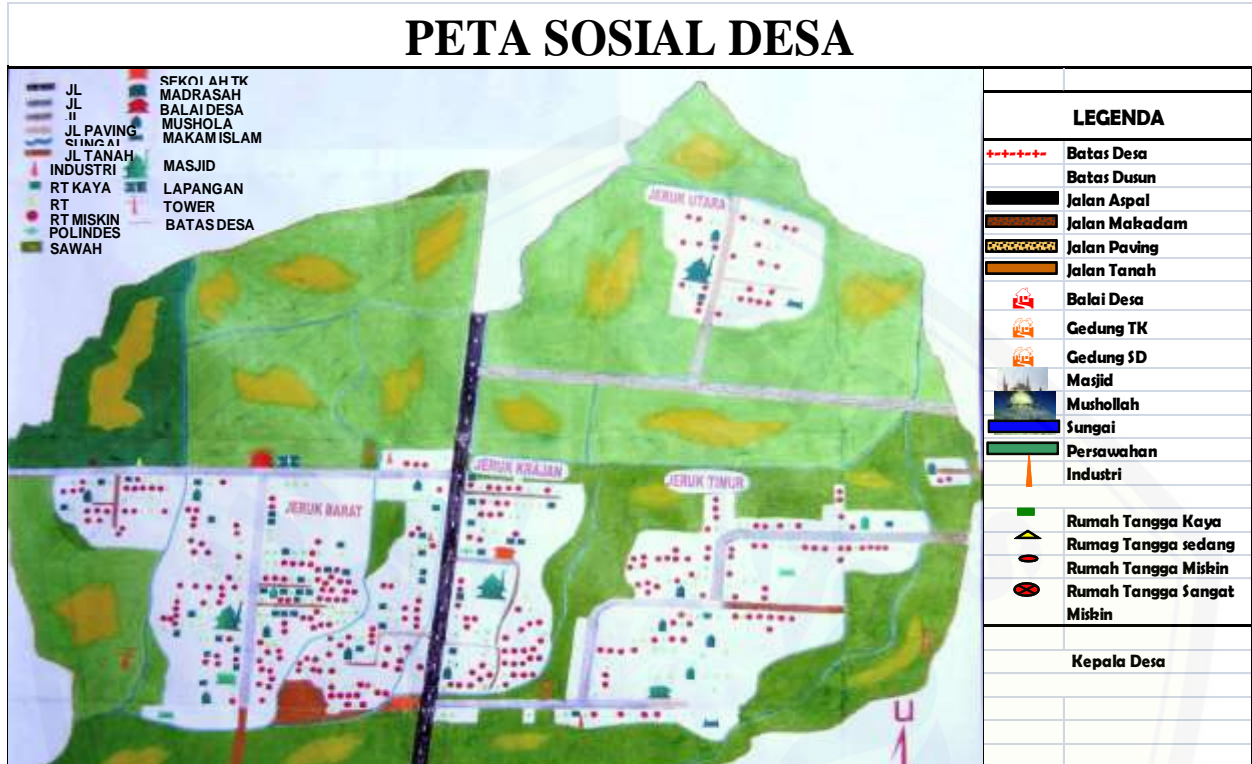 PETA SOSIAL DESA
JL
JL
JL
JL PAVING
SUNGAI
JL TANAH
INDUSTRI
RT KAYA
RT
RT MISKIN
POLINDES
SAWAH
SEKOLAH TK
MADRASAH
BALAI DESA
MUSHOLA
MAKAM ISLAM
MASJID
LAPANGAN
TOWER
BATAS DESA
JERUK UTARA
JERUK KRAJAN
JERUK TIMUR
JERUK BARAT
U
LEGENDA
Batas Desa
Batas Dusun
Jalan Aspal
Jalan Makadam
Jalan Paving
Jalan Tanah
Balai Desa
Gedung TK
Gedung SD
Masjid
Mushollah
Sungai
Persawahan
Industri
Rumah Tangga Kaya
Rumag Tangga sedang
Rumah Tangga Miskin
Rumah Tangga Sangat
Miskin
Kepala Desa